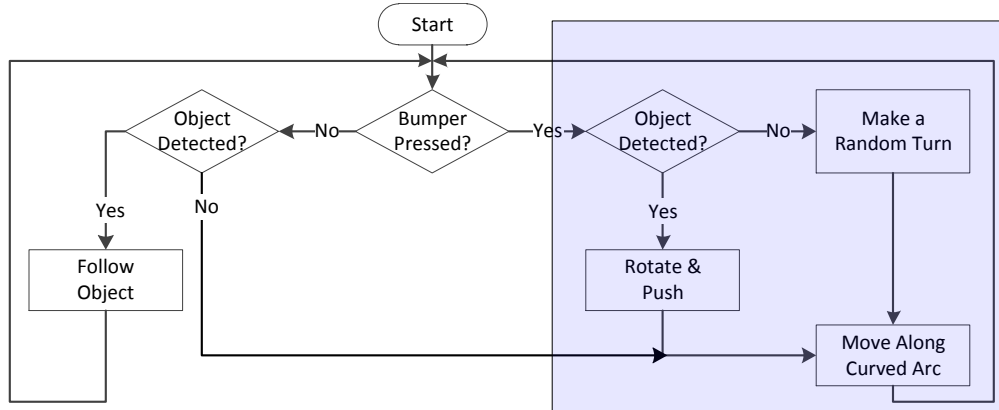 Start
Object
Detected?
No
Bumper
Pressed?
Yes
Object
Detected?
No
Make a
Random Turn
Yes
No
Yes
Follow
Object
Rotate &
Push
Move Along
Curved Arc